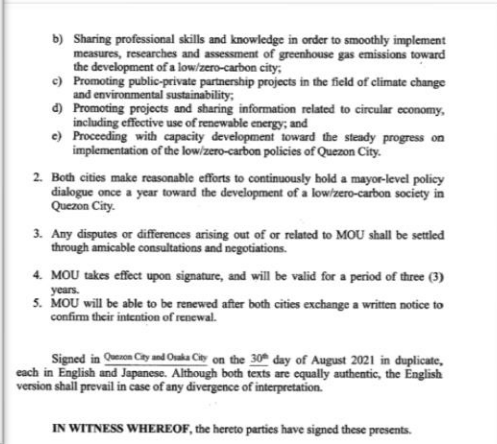 b) Sharing professional skills and knowledge in order to smoothly implement
measures, researches and assessment of greenhouse gas emissions toward
the development of a low/zero-carbon city;
c) Promoting public-private partnership projects in the field of climate change
and environmental sustainability;
d) Promoting projects and sharing information related to circular economy,
including effective use of renewable energy; and
e) Proceeding with capacity development toward the steady progress on
implementation of the low/zero-carbon policies of Quezon City.
2. Both cities make reasonable efforts to continuously hold a mayor-level policy
dialogue once a year toward the development of a low/zero-carbon society in
Quezon City.
3. Any disputes or differences arising out of or related to MOU shall be settled
through amicable consultations and negotiations.
4. MOU takes effect upon signature, and will be valid for a period of three (3)
years.
5. MOU will be able to be renewed after both cities exchange a written notice to
confirm their intention of renewal.
Signed in Quezon City and Osaka City on the 30th day of August 2021 in duplicate,
each in English and Japanese. Although both texts are equally authentic, the English
version shall prevail in case of any divergence of interpretation.
IN WITNESS WHEREOF, the hereto parties have signed these presents.